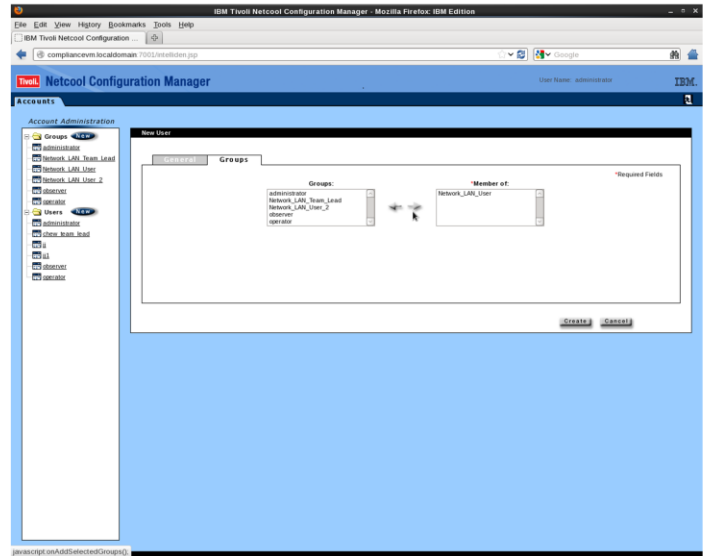 IBM Tivoli Netcool Configuration Manager - Mozilla Firefox: IBM Edition
File Edit View History Bookmarks Tools Help
IBM Tivoli Netcool Configuration ...
compliancevm.localdomain:7001/intelliden.jsp
Google
Tivoli. Netcool Configuration Manager
User Name: administrator
IBM.
Accounts
Account Administration
Groups New
administrator
Network_LAN_Team_Lead
Network_LAN_User
Network_LAN_User_2
observer
operator
Users New
administrator
chew_team_lead
observer
operator
New User
General Groups
*Required Fields
Groups: *Member of:
administrator
Network_LAN_Team_Lead
Network_LAN_User_2
observer
operator
Network_LAN_User
Create Cancel
javascript:onAddSelectedGroups();